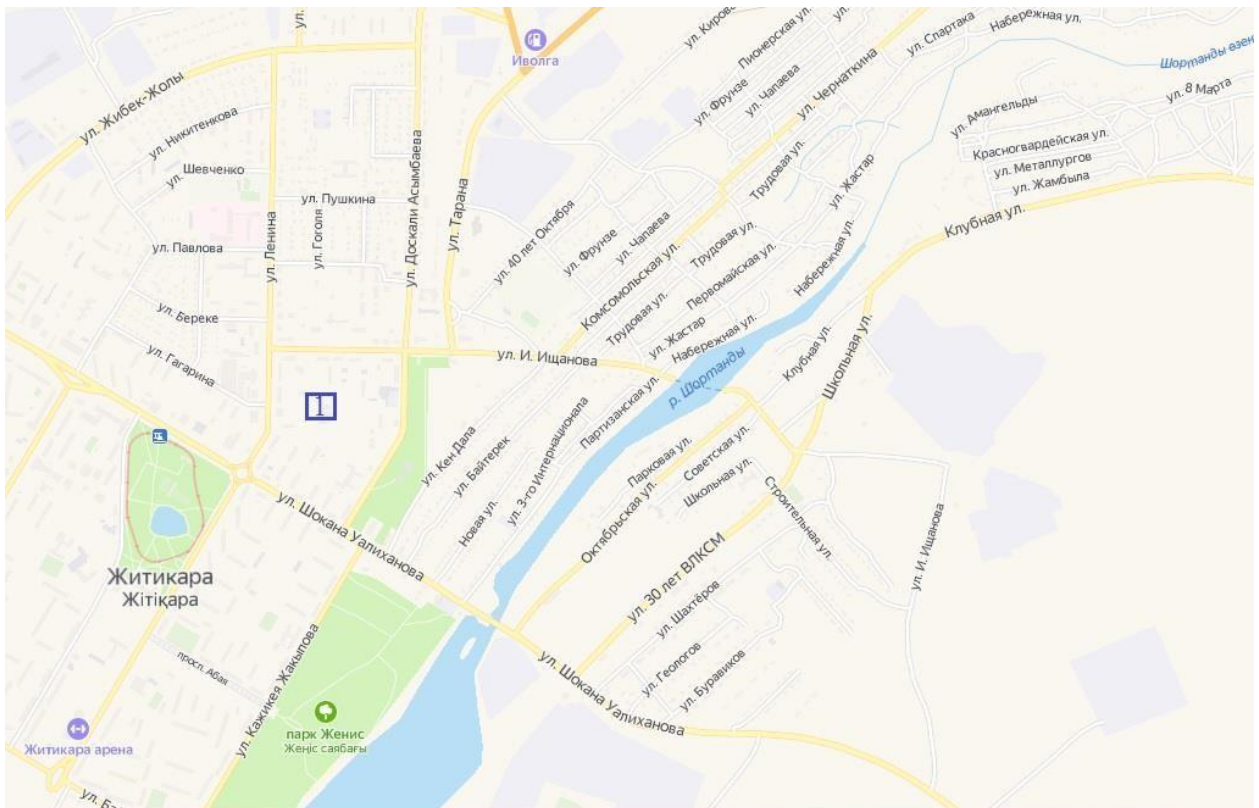 ул.
ул. Кирова
Пионерская ул.
ул.
ул. Спартака
Набережная ул.
Иволга
ул. Чапаева
ул. Чернаткина
Шортанды өзен
ул. Жибек-Жолы
ул. Фрунзе
ул. 8 Марта
ул. Никитенкова
ул. Амангельды
Красногвардейская ул.
ул. Доскали Асымбаева
ул. Шевченко
Трудовая ул.
ул. Жастар
ул. Металлургов
ул. Жамбыла
ул. Пушкина
ул. Тарана
ул. 40 лет Октября
Клубная ул.
ул. Ленина
ул. Гоголя
ул. Павлова
ул. Фрунзе
ул. Чапаева
Трудовая ул.
Первомайская ул.
Набережная ул.
Комсомольская ул.
Трудовая ул.
ул. Береке
ул. Жастар
Набережная ул.
ул. Гагарина
ул. И. Ищанова
р. Шортанды
Клубная ул.
Школьная ул.
1
Партизанская ул.
ул. Кен Дала
ул. Байтерек
ул. 3-го Интернационала
Новая ул.
Парковая ул.
Советская ул.
Школьная ул.
Октябрьская ул.
Строительная ул.
ул. Шокана Уалиханова
ул. И. Ищанова
ул. 30 лет ВЛКСМ
Житикара
Жітіқара
ул. Шахтёров
просп. Абая
ул. Кажикея Жакыпова
ул. Геологов
ул. Буравиков
ул. Шокана Уалиханова
парк Женис
Жеңіс саябағы
Житикара арена
ул. Ба